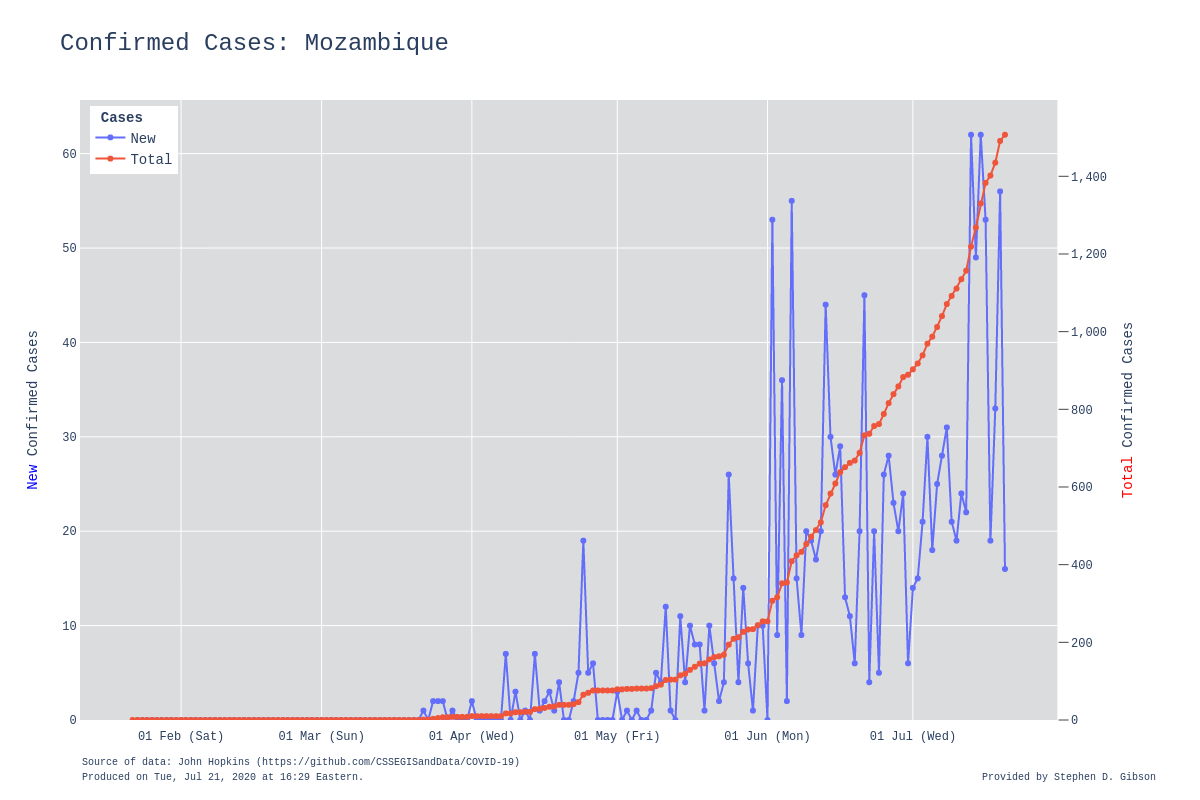 Confirmed Cases: Mozambique
Cases
New
Total
60
50
40
30
20
10
0
New Confirmed Cases
1,400
1,200
1,000
800
600
400
200
0
Total Confirmed Cases
01 Feb (Sat)
01 Mar (Sun)
01 Apr (Wed)
01 May (Fri)
01 Jun (Mon)
01 Jul (Wed)
Source of data: John Hopkins (https://github.com/CSSEGISandData/COVID-19)
Produced on Tue, Jul 21, 2020 at 16:29 Eastern.
Provided by Stephen D. Gibson